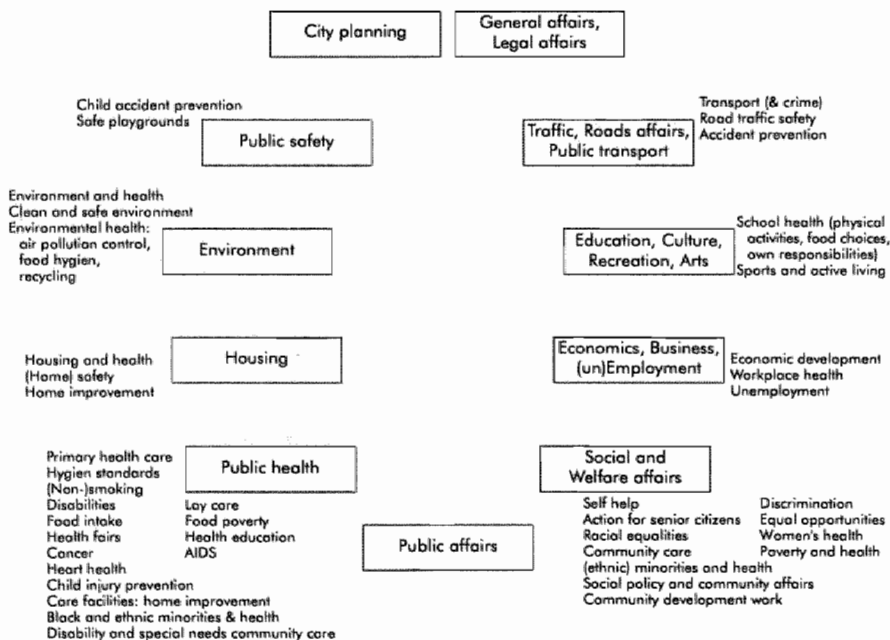 City planning
General affairs,
Legal affairs
Child accident prevention
Safe playgrounds
Public safety
Traffic, Roads affairs,
Public transport
Transport (& crime)
Road traffic safety
Accident prevention
Environment and health
Clean and safe environment
Environmental health:
air pollution control,
food hygien,
recycling
Environment
Education, Culture,
Recreation, Arts
School health (physical
activities, food choices,
own responsibilities)
Sports and active living
Housing and health
(Home) safety
Home improvement
Housing
Economics, Business,
(un)Employment
Economic development
Workplace health
Unemployment
Public health
Primary health care
Hygien standards
(Non-)smoking
Disabilities
Food intake
Health fairs
Cancer
Heart health
Child injury prevention
Care facilities: home improvement
Black and ethnic minorities & health
Disability and special needs community care
Lay care
Food poverty
Health education
AIDS
Public affairs
Social and
Welfare affairs
Self help
Action for senior citizens
Racial equalities
Community care
(ethnic) minorities and health
Social policy and community affairs
Community development work
Discrimination
Equal opportunities
Women's health
Poverty and health